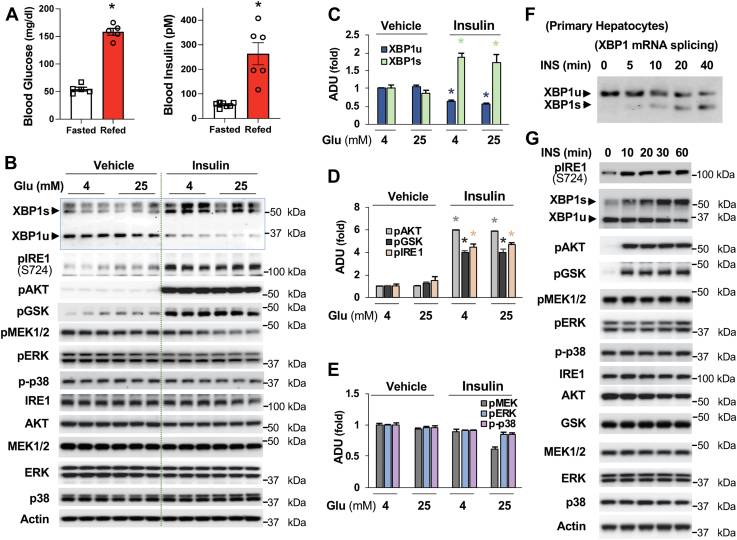 A
Blood Glucose (mg/dl)
200
150
100
50
0
*
Fasted Refed
Blood Insulin (pM)
500
400
300
200
100
0
*
Fasted Refed
B
Vehicle Insulin
Glu (mM) 4 25 4 25
XBP1s
50 kDa
XBP1u
37 kDa
pIRE1
(S724)
100 kDa
pAKT
50 kDa
pGSK
50 kDa
pMEK1/2
50 kDa
pERK
37 kDa
p-p38
37 kDa
IRE1
100 kDa
AKT
50 kDa
MEK1/2
50 kDa
ERK
37 kDa
p38
37 kDa
Actin
37 kDa
C
Vehicle Insulin
XBP1u
XBP1s
ADU (fold)
2.5
2
1.5
1
0.5
0
* * * *
Glu (mM) 4 25 4 25
D
Vehicle Insulin
pAKT
pGSK
pIRE1
ADU (fold)
8
6
4
2
0
* * * * * *
Glu (mM) 4 25 4 25
E
Vehicle Insulin
pMEK
pERK
p-p38
ADU (fold)
1.5
1
0.5
0
Glu (mM) 4 25 4 25
F
(Primary Hepatocytes)
(XBP1 mRNA splicing)
INS (min) 0 5 10 20 40
XBP1u
XBP1s
G
INS (min) 0 10 20 30 60
pIRE1
(S724)
100 kDa
XBP1s
50 kDa
XBP1u
37 kDa
pAKT
50 kDa
pGSK
50 kDa
pMEK1/2
pERK
37 kDa
p-p38
37 kDa
IRE1
100 kDa
AKT
50 kDa
GSK
50 kDa
MEK1/2
ERK
37 kDa
p38
37 kDa
Actin
37 kDa